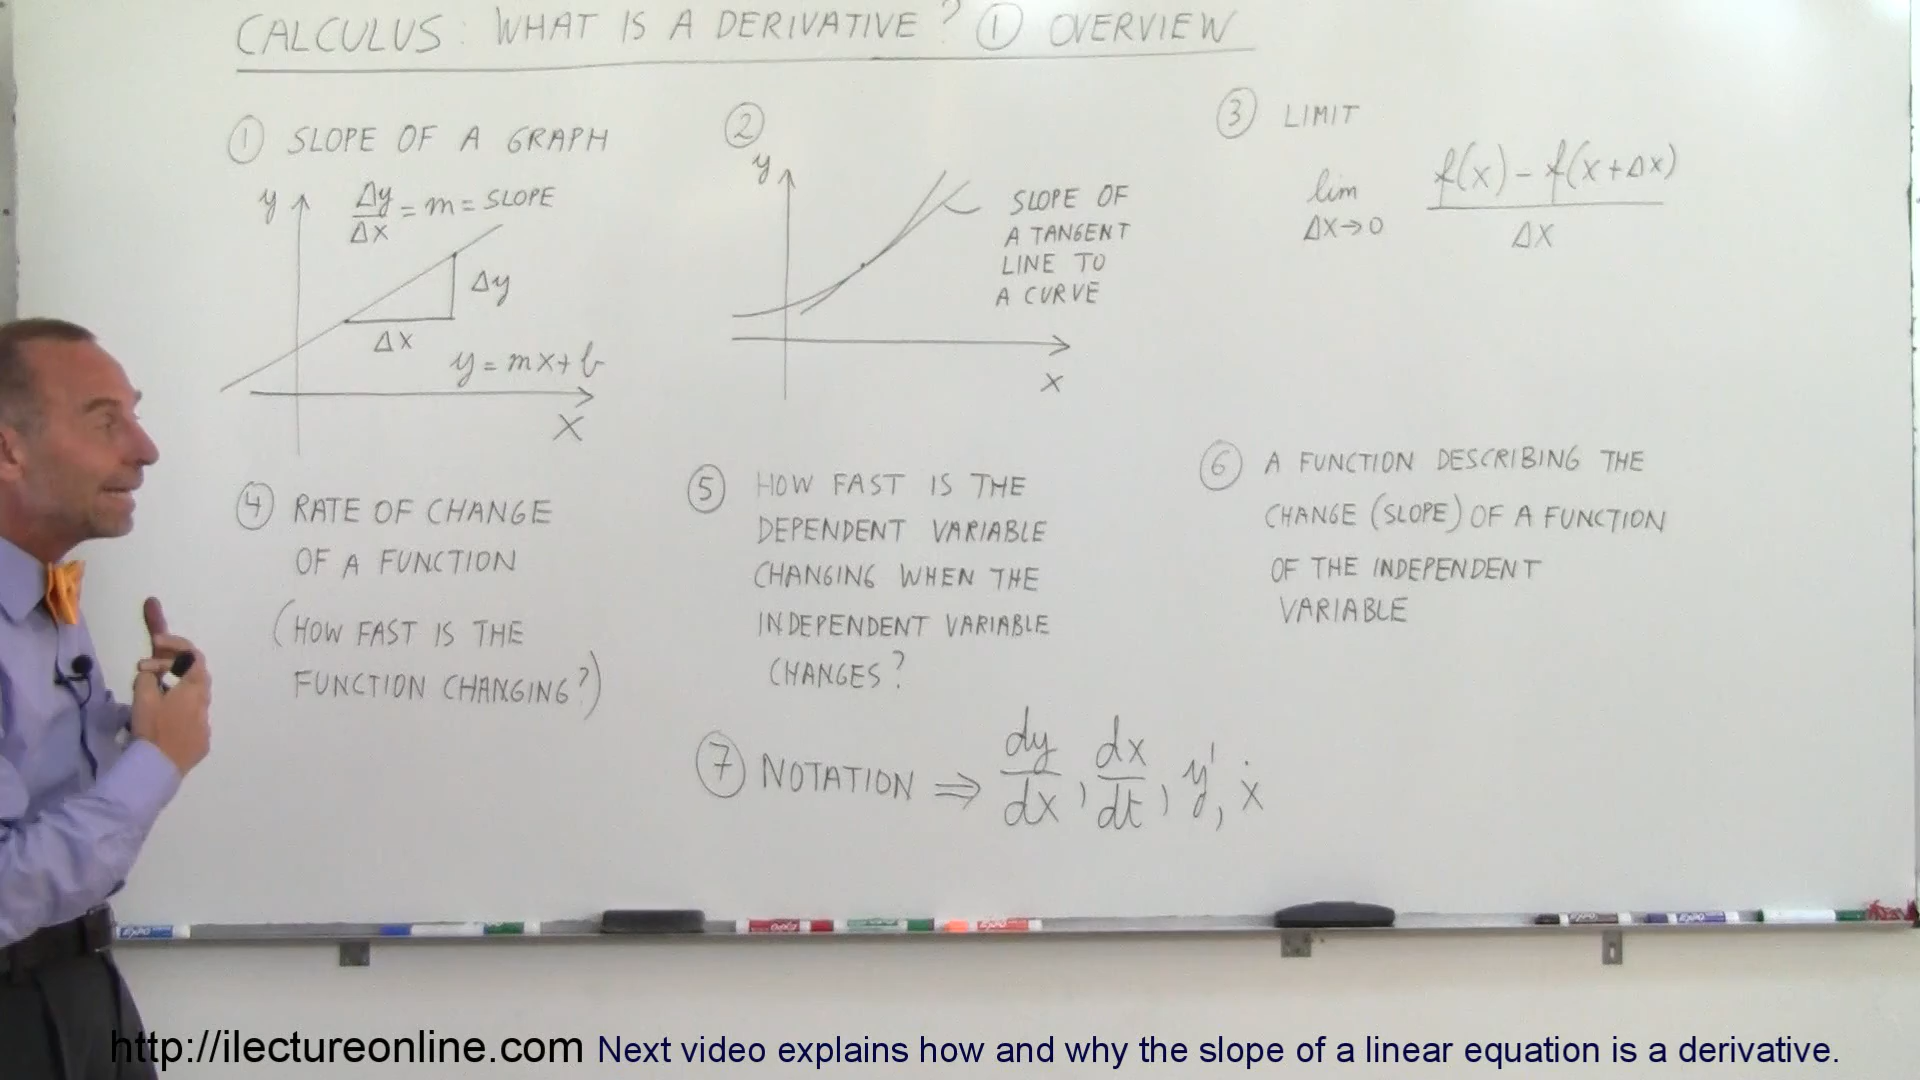 CALCULUS: WHAT IS A DERIVATIVE? ① OVERVIEW
① SLOPE OF A GRAPH
y
Δy/Δx = m = SLOPE
Δy
Δx
y = mx + b
X
②
y
SLOPE OF
A TANGENT
LINE TO
A CURVE
x
③ LIMIT
lim Δx→0 (f(x) - f(x+Δx))/Δx
④ RATE OF CHANGE
OF A FUNCTION
(HOW FAST IS THE
FUNCTION CHANGING?)
⑤ HOW FAST IS THE
DEPENDENT VARIABLE
CHANGING WHEN THE
INDEPENDENT VARIABLE
CHANGES?
⑥ A FUNCTION DESCRIBING THE
CHANGE (SLOPE) OF A FUNCTION
OF THE INDEPENDENT
VARIABLE
⑦ NOTATION ⇒ dy/dx, dx/dt, y', ẋ
http://ilectureonline.com Next video explains how and why the slope of a linear equation is a derivative.